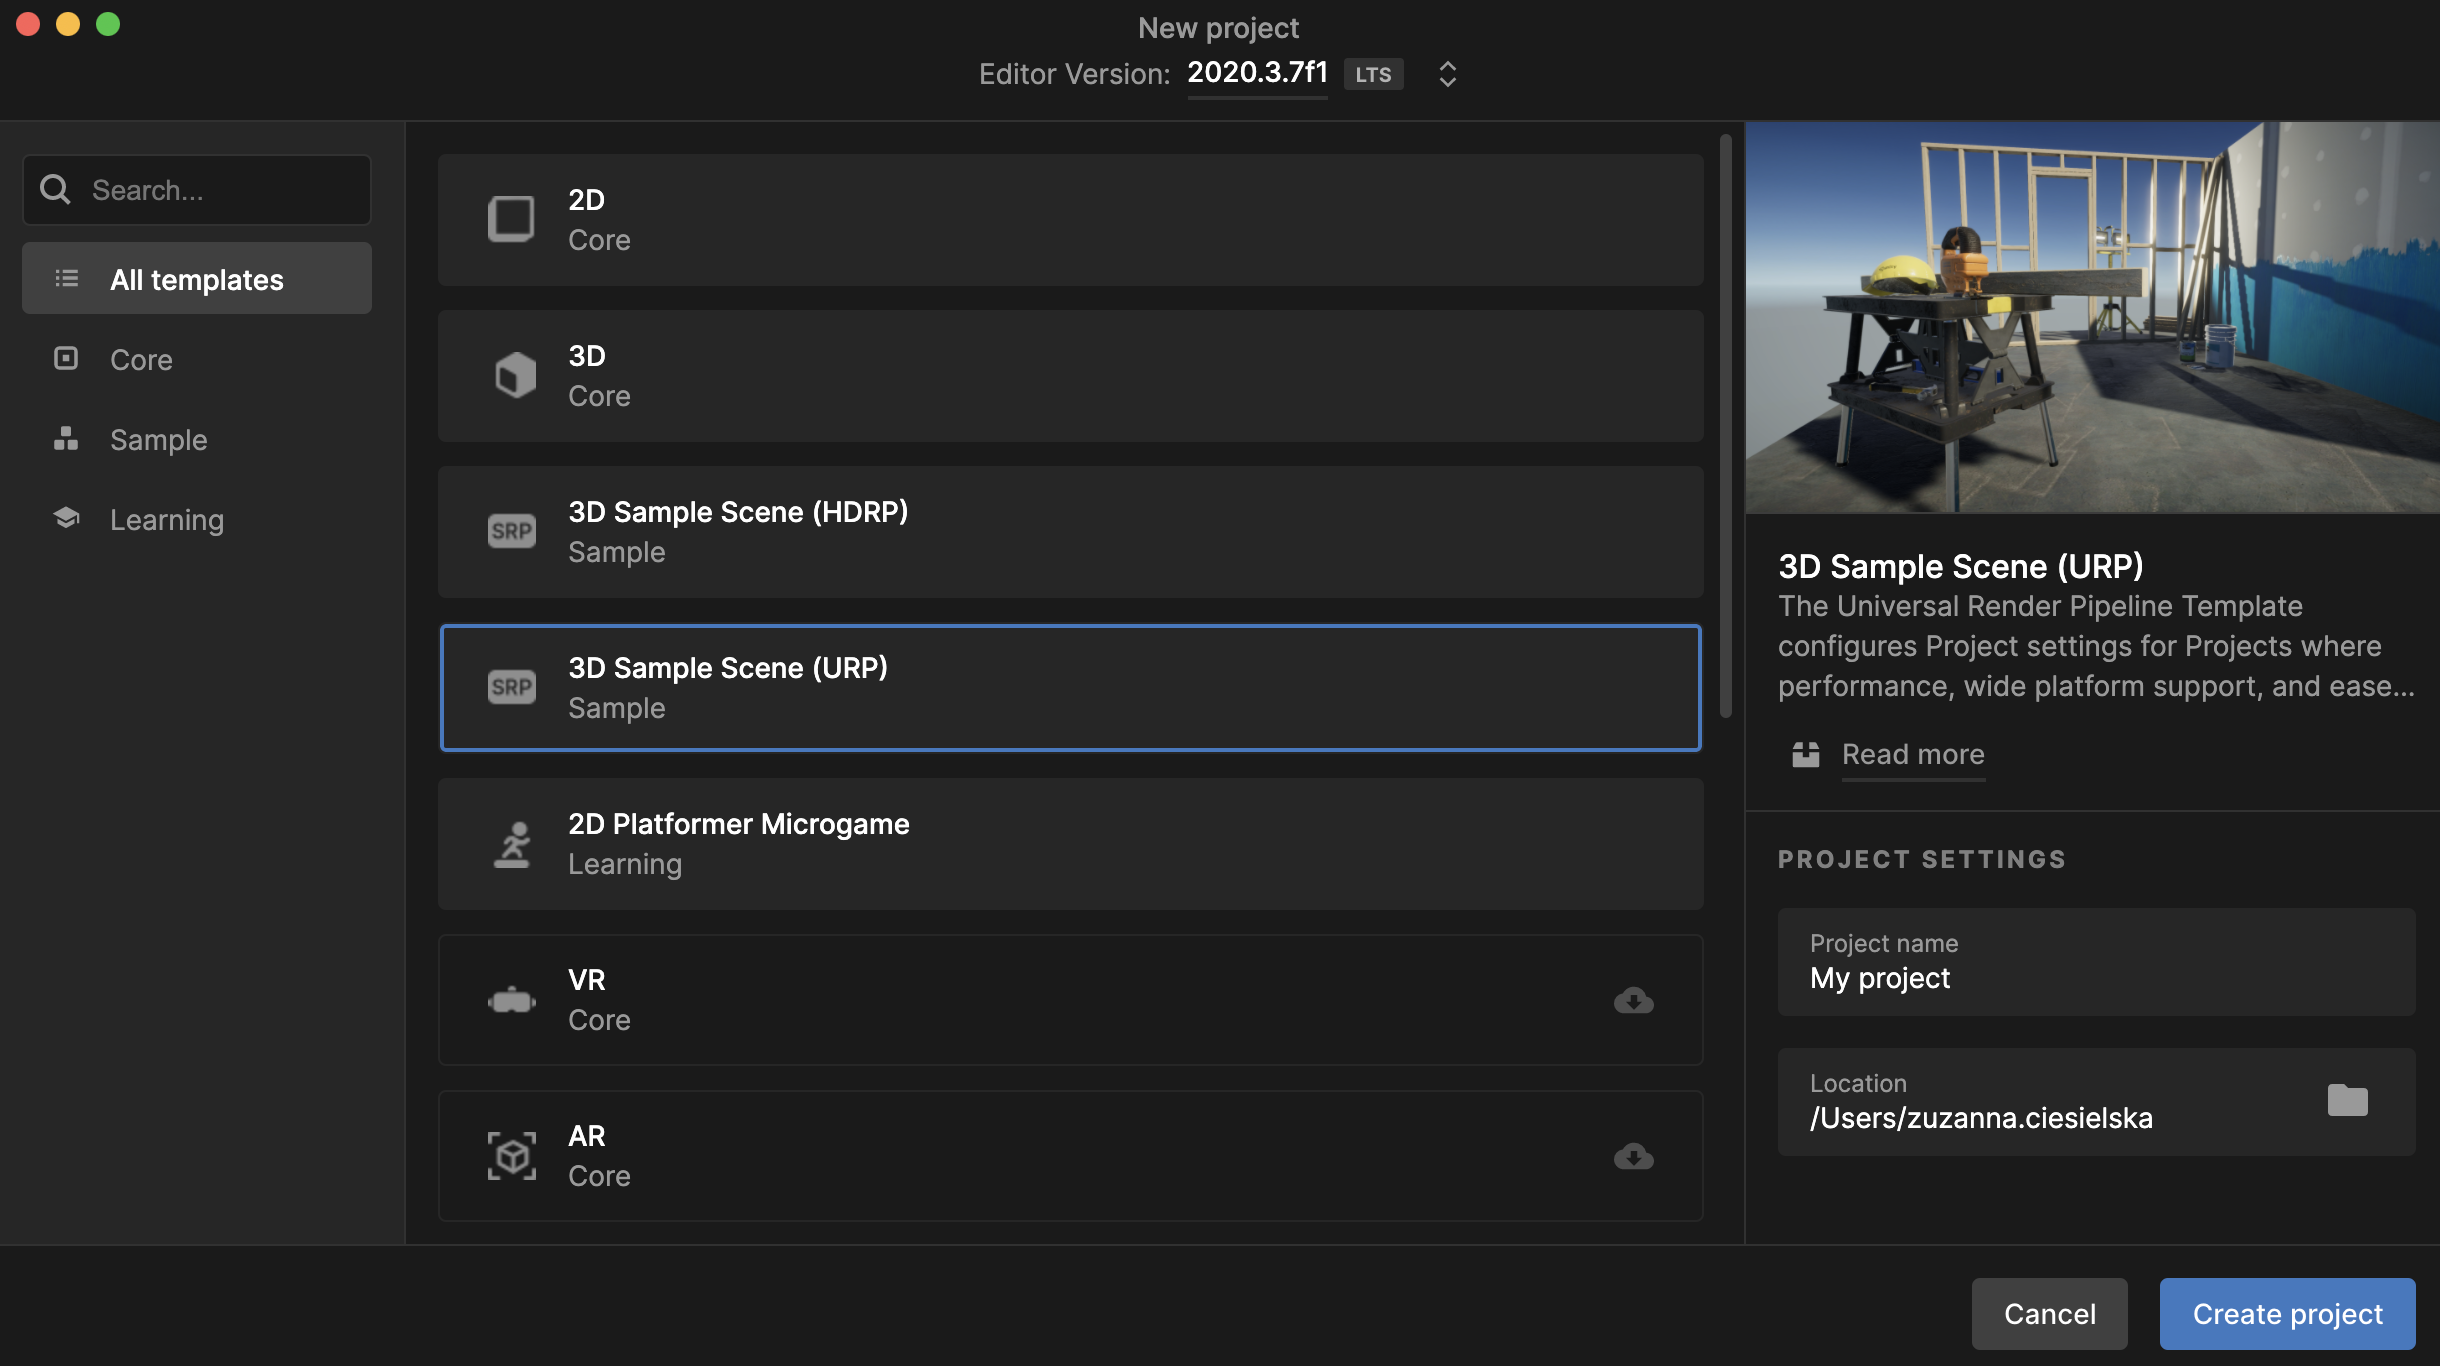 New project
Editor Version: 2020.3.7f1 LTS
Search...
All templates
Core
Sample
Learning
2D
Core
3D
Core
SRP
3D Sample Scene (HDRP)
Sample
SRP
3D Sample Scene (URP)
Sample
2D Platformer Microgame
Learning
VR
Core
AR
Core
3D Sample Scene (URP)
The Universal Render Pipeline Template
configures Project settings for Projects where
performance, wide platform support, and ease...
Read more
PROJECT SETTINGS
Project name
My project
Location
/Users/zuzanna.ciesielska
Cancel
Create project